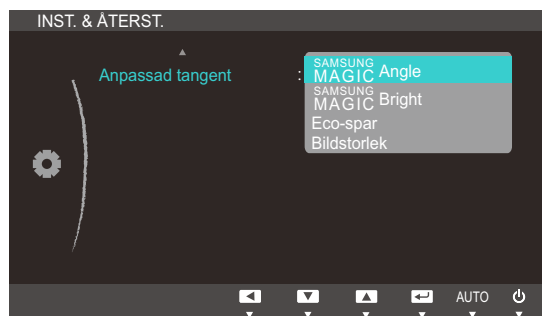 INST. & ÅTERST.
Anpassad tangent : SAMSUNG MAGIC Angle
SAMSUNG MAGIC Bright
Eco-spar
Bildstorlek
AUTO